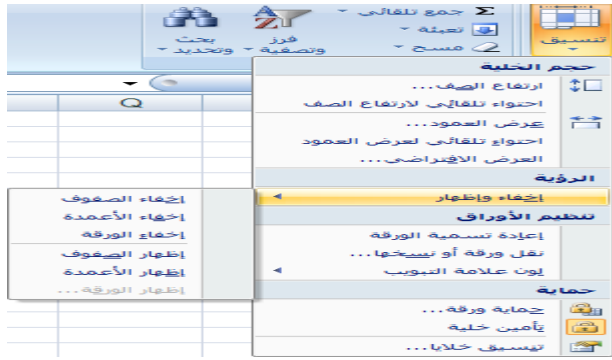 تنسيق
Σ جمع تلقائي
تعبئة
مسح
فرز
وتصفية
بحث
وتحديد
Q
حجم الخلية
ارتفاع الصف...
احتواء تلقائي لارتفاع الصف
عرض العمود...
احتواء تلقائي لعرض العمود
العرض الافتراضي...
الرؤية
إخفاء وإظهار
إخفاء الصفوف
إخفاء الأعمدة
إخفاء الورقة
إظهار الصفوف
إظهار الأعمدة
إظهار الورقة...
تنظيم الأوراق
إعادة تسمية الورقة
نقل ورقة أو نسخها...
لون علامة التبويب
حماية
حماية ورقة...
تأمين خلية
تنسيق خلايا...